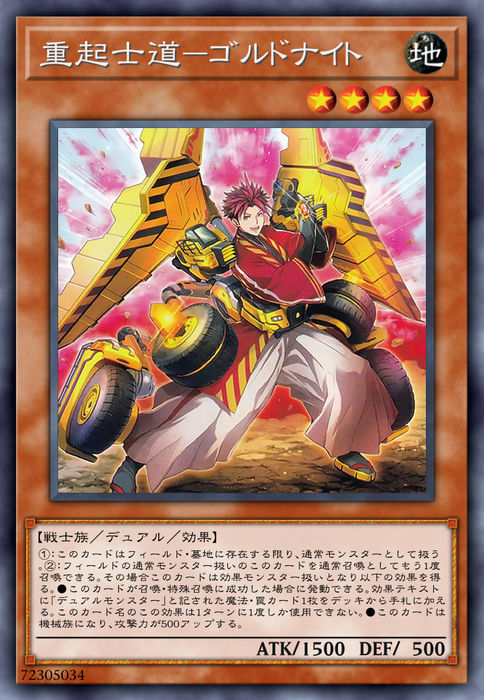 重起士道－ゴルドナイト
地
ち
【戦士族／デュアル／効果】
①:このカードはフィールド・墓地に存在する限り、通常モンスターとして扱う
。②:フィールドの通常モンスター扱いのこのカードを通常召喚としてもう1度
召喚できる。その場合このカードは効果モンスター扱いとなり以下の効果を得
る。●このカードが召喚・特殊召喚に成功した場合に発動できる。効果テキスト
に「デュアルモンスター」と記された魔法・罠カード1枚をデッキから手札に加え
る。このカード名のこの効果は1ターンに1度しか使用できない。●このカードは
機械族になり、攻撃力が500アップする。
ATK/1500 DEF/ 500
72305034